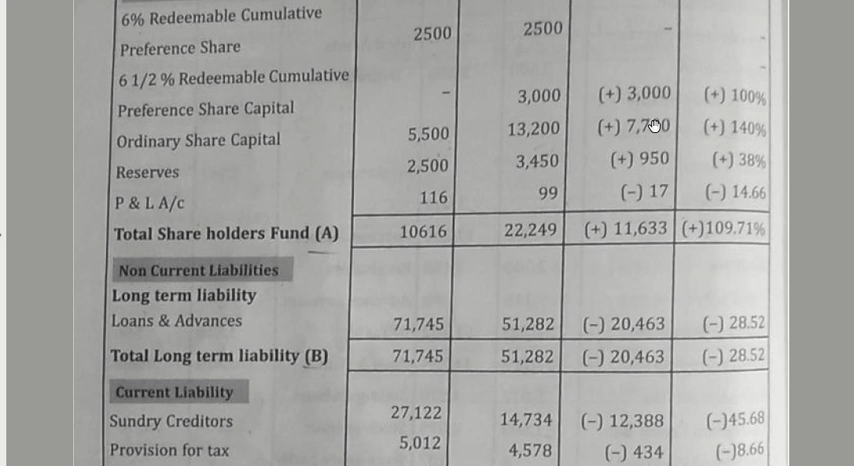 6% Redeemable Cumulative
Preference Share 2500 2500 - -
6 1/2 % Redeemable Cumulative -
Preference Share Capital - 3,000 (+) 3,000 (+) 100%
Ordinary Share Capital 5,500 13,200 (+) 7,700 (+) 140%
Reserves 2,500 3,450 (+) 950 (+) 38%
P & L A/c 116 99 (-) 17 (-) 14.66
Total Share holders Fund (A) 10616 22,249 (+) 11,633 (+)109.71%
Non Current Liabilities
Long term liability
Loans & Advances 71,745 51,282 (-) 20,463 (-) 28.52
Total Long term liability (B) 71,745 51,282 (-) 20,463 (-) 28.52
Current Liability
Sundry Creditors 27,122 14,734 (-) 12,388 (-)45.68
Provision for tax 5,012 4,578 (-) 434 (-)8.66